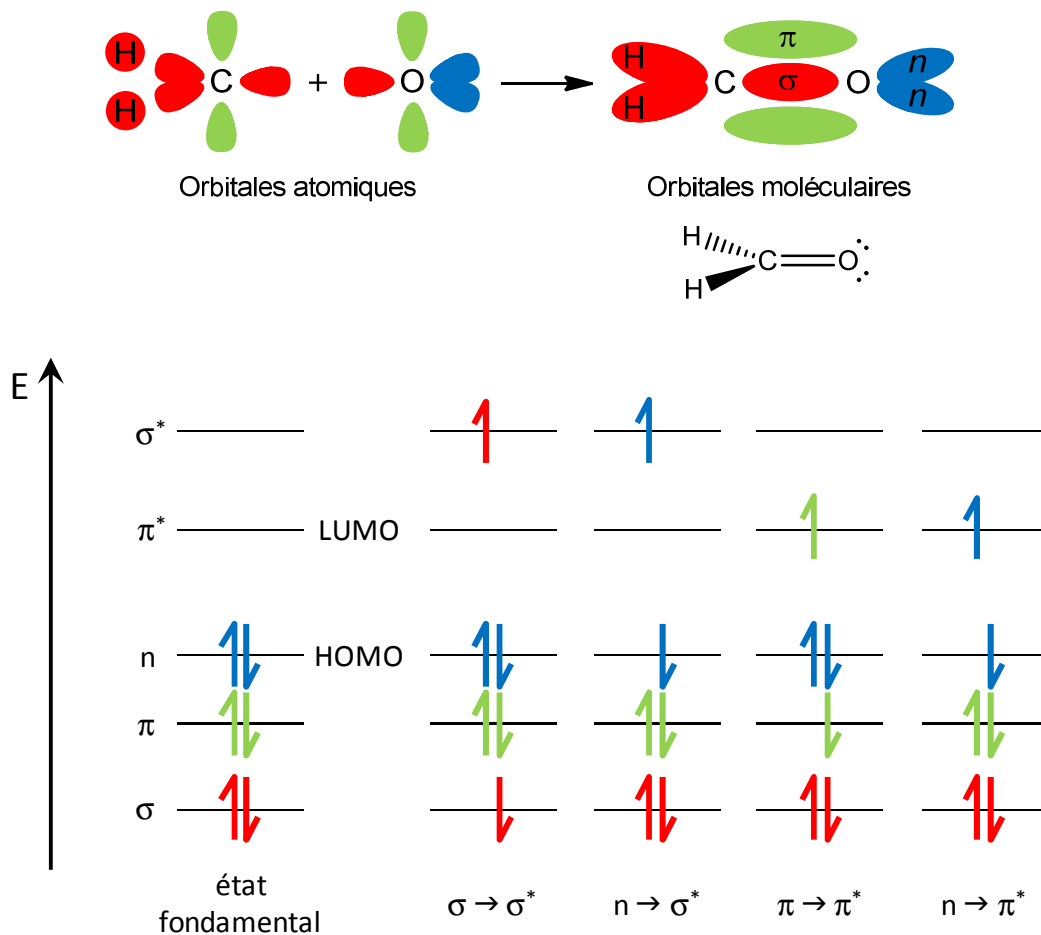 H H C + O → H H C π σ O n n
Orbitales atomiques
Orbitales moléculaires
H H C O
E
σ*
π* LUMO
n HOMO
π
σ
état
fondamental
σ → σ* n → σ* π → π* n → π*